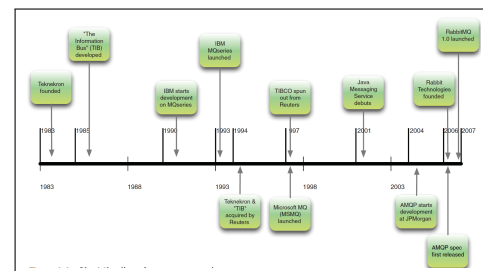 RabbitMQ
1.0 launched
"The
Information
Bus" (TIB)
developed
IBM
MQseries
launched
Teknekron
founded
IBM starts
development
on MQseries
TIBCO spun
out from
Reuters
Java
Messaging
Service
debuts
Rabbit
Technologies
founded
1983
1985
1990
1993
1994
997
2001
2004
2006
2007
1983
1988
1993
1998
2003
Teknekron &
"TIB"
acquired by
Reuters
Microsoft MQ
(MSMQ)
launched
AMQP starts
development
at JPMorgan
AMQP spec
first released